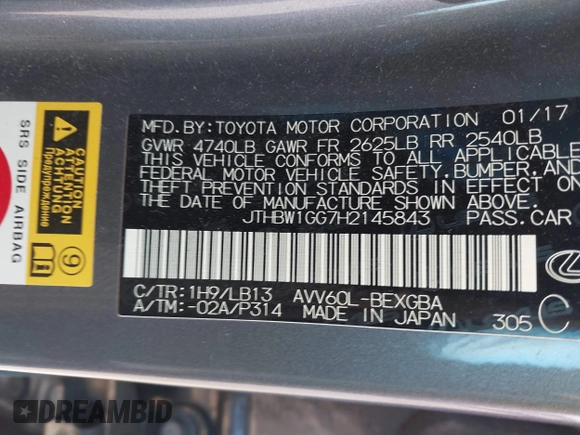 MFD.BY:TOYOTA MOTOR CORPORATION 01/17
GVWR 4740LB GAWR FR 2625LB RR 2540LB
THIS VEHICLE CONFORMS TO ALL APPLICABLE
FEDERAL MOTOR VEHICLE SAFETY,BUMPER,AND
THEFT PREVENTION STANDARDS IN EFFECT ON
THE DATE OF MANUFACTURE SHOWN ABOVE.
JTHBW1GG7H2145843 PASS.CAR
C/TR:1H9/LB13 AVV60L-BEXGBA
A/TM:-02A/P314 MADE IN JAPAN 305
C
SRS SIDE AIRBAG
CAUTION
ATTENTION
ACHTUNG
Предупреждение
9
DREAMBID